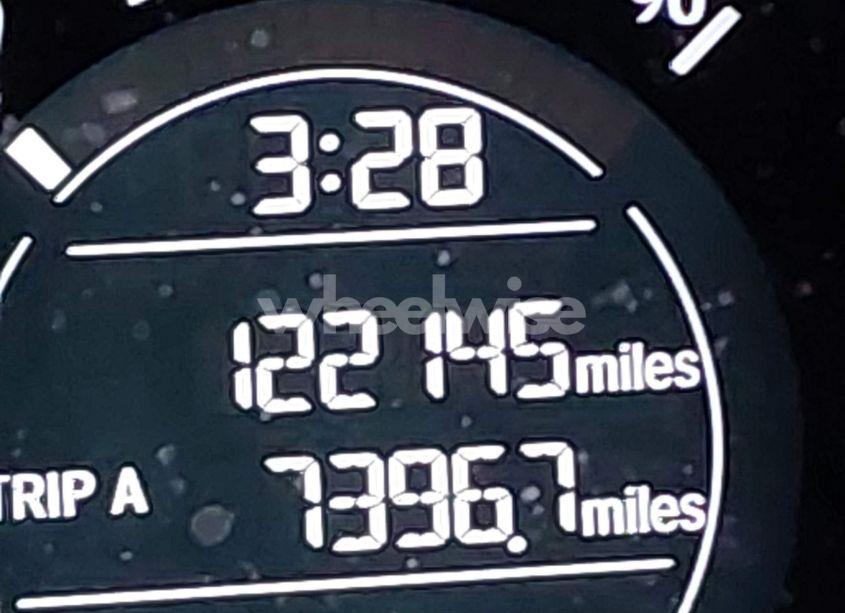 90
3:28
wheelwise
122145 miles
TRIP A 7396.7 miles